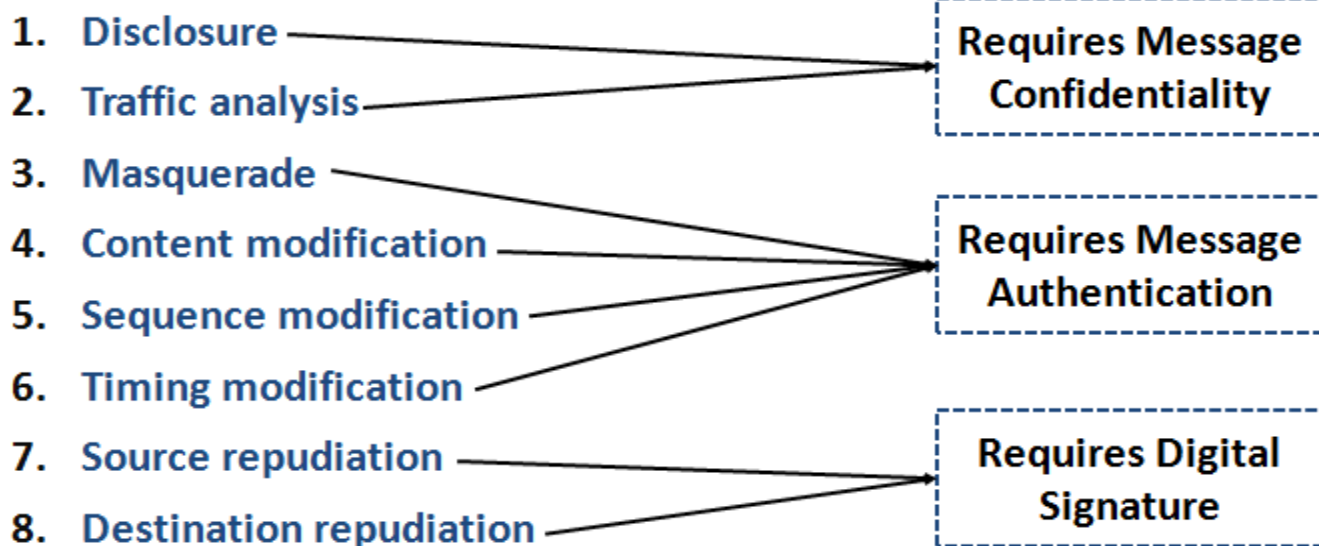 1. Disclosure
2. Traffic analysis
3. Masquerade
4. Content modification
5. Sequence modification
6. Timing modification
7. Source repudiation
8. Destination repudiation
Requires Message
Confidentiality
Requires Message
Authentication
Requires Digital
Signature